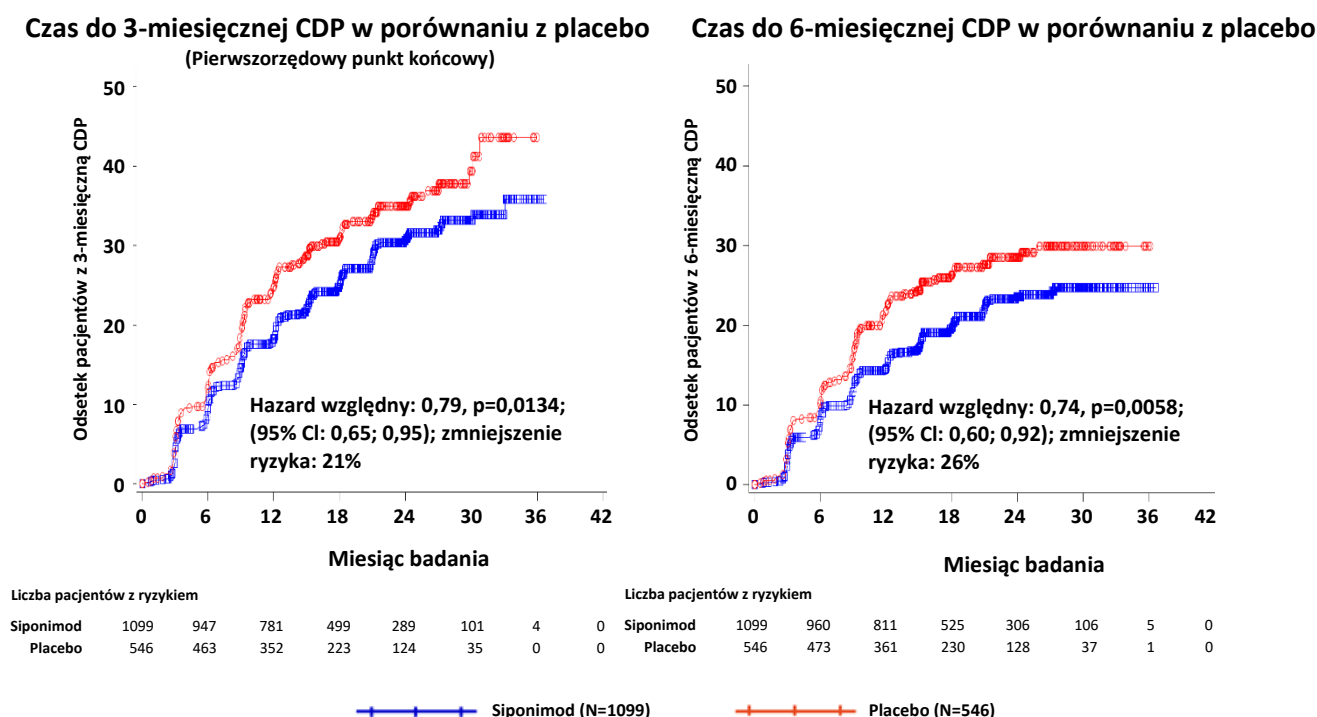 Czas do 3-miesięcznej CDP w porównaniu z placebo
(Pierwszorzędowy punkt końcowy)
Odsetek pacjentów z 3-miesięczną CDP
50
40
30
20
10
0
Hazard względny: 0,79, p=0,0134;
(95% Cl: 0,65; 0,95); zmniejszenie
ryzyka: 21%
0 6 12 18 24 30 36 42
Miesiąc badania
Liczba pacjentów z ryzykiem
Siponimod 1099 947 781 499 289 101 4 0
Placebo 546 463 352 223 124 35 0 0
Czas do 6-miesięcznej CDP w porównaniu z placebo
Odsetek pacjentów z 6-miesięczną CDP
50
40
30
20
10
0
Hazard względny: 0,74, p=0,0058;
(95% Cl: 0,60; 0,92); zmniejszenie
ryzyka: 26%
0 6 12 18 24 30 36 42
Miesiąc badania
Liczba pacjentów z ryzykiem
Siponimod 1099 960 811 525 306 106 5 0
Placebo 546 473 361 230 128 37 1 0
Siponimod (N=1099) Placebo (N=546)